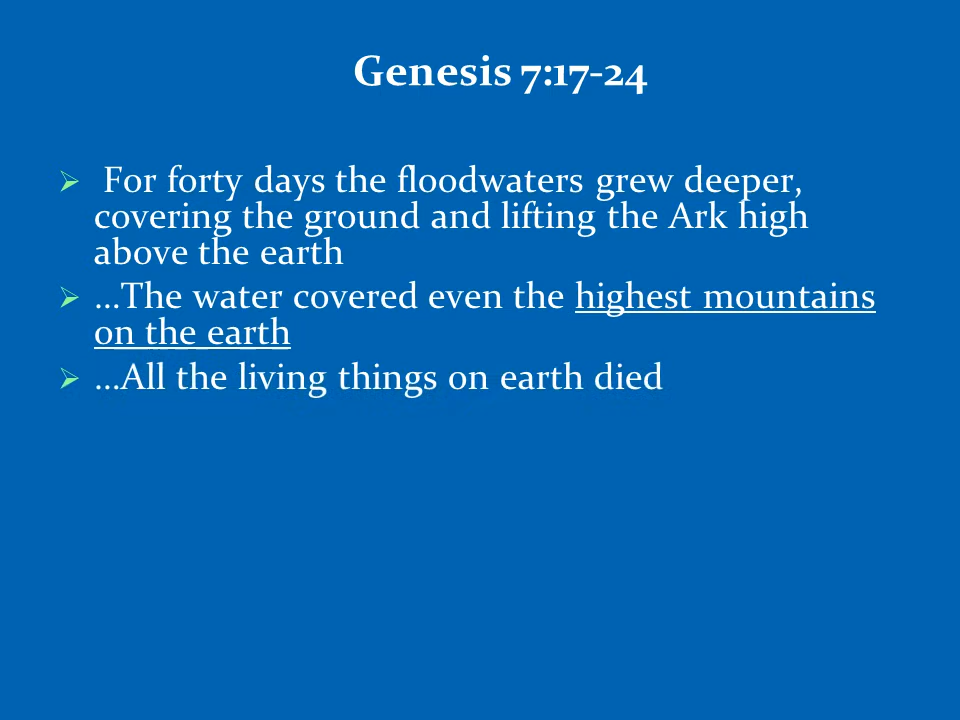 Genesis 7:17-24
➢ For forty days the floodwaters grew deeper,
covering the ground and lifting the Ark high
above the earth
➢ …The water covered even the highest mountains
on the earth
➢ …All the living things on earth died